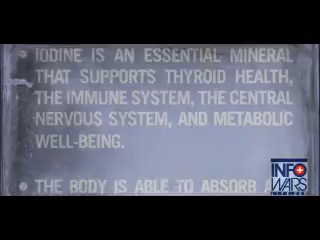 IODINE IS AN ESSENTIAL MINERAL
THAT SUPPORTS THYROID HEALTH,
THE IMMUNE SYSTEM, THE CENTRAL
NERVOUS SYSTEM, AND METABOLIC
WELL-BEING.
THE BODY IS ABLE TO ABSORB
INFO
WARS